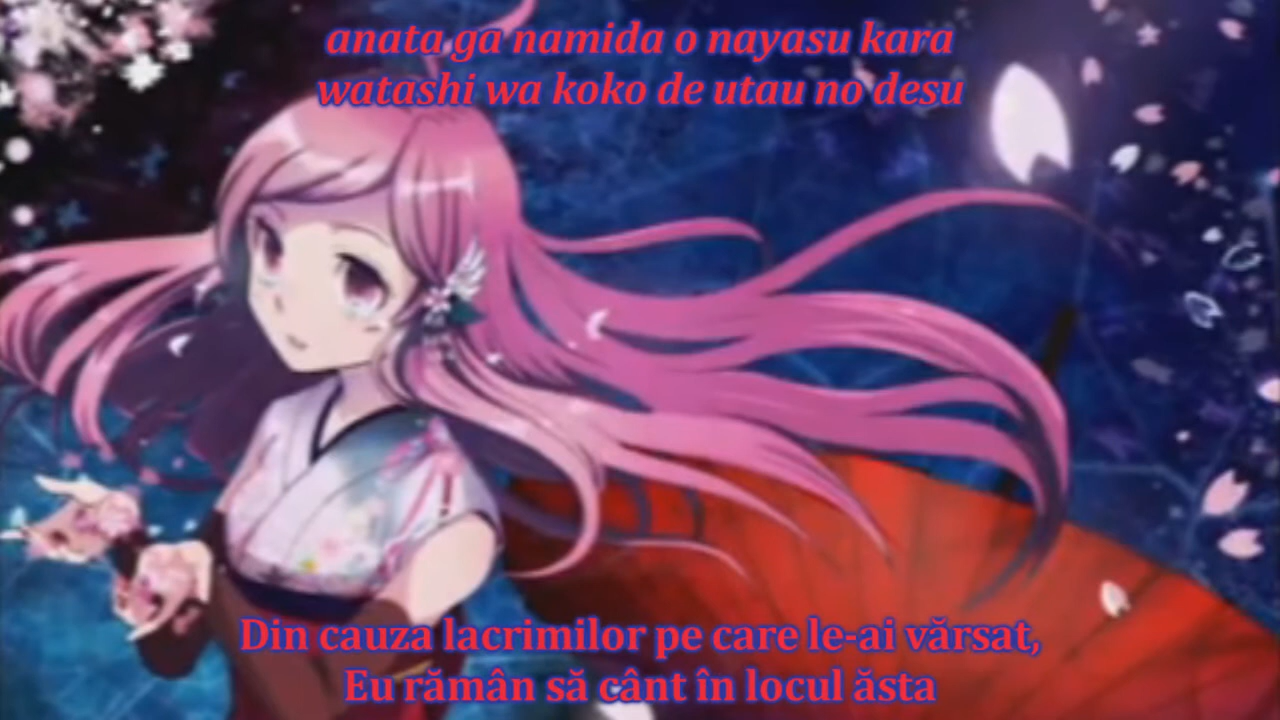 anata ga namida o nayasu kara
watashi wa koko de utau no desu
Din cauza lacrimilor pe care le-ai vărsat,
Eu rămân să cânt în locul ăsta